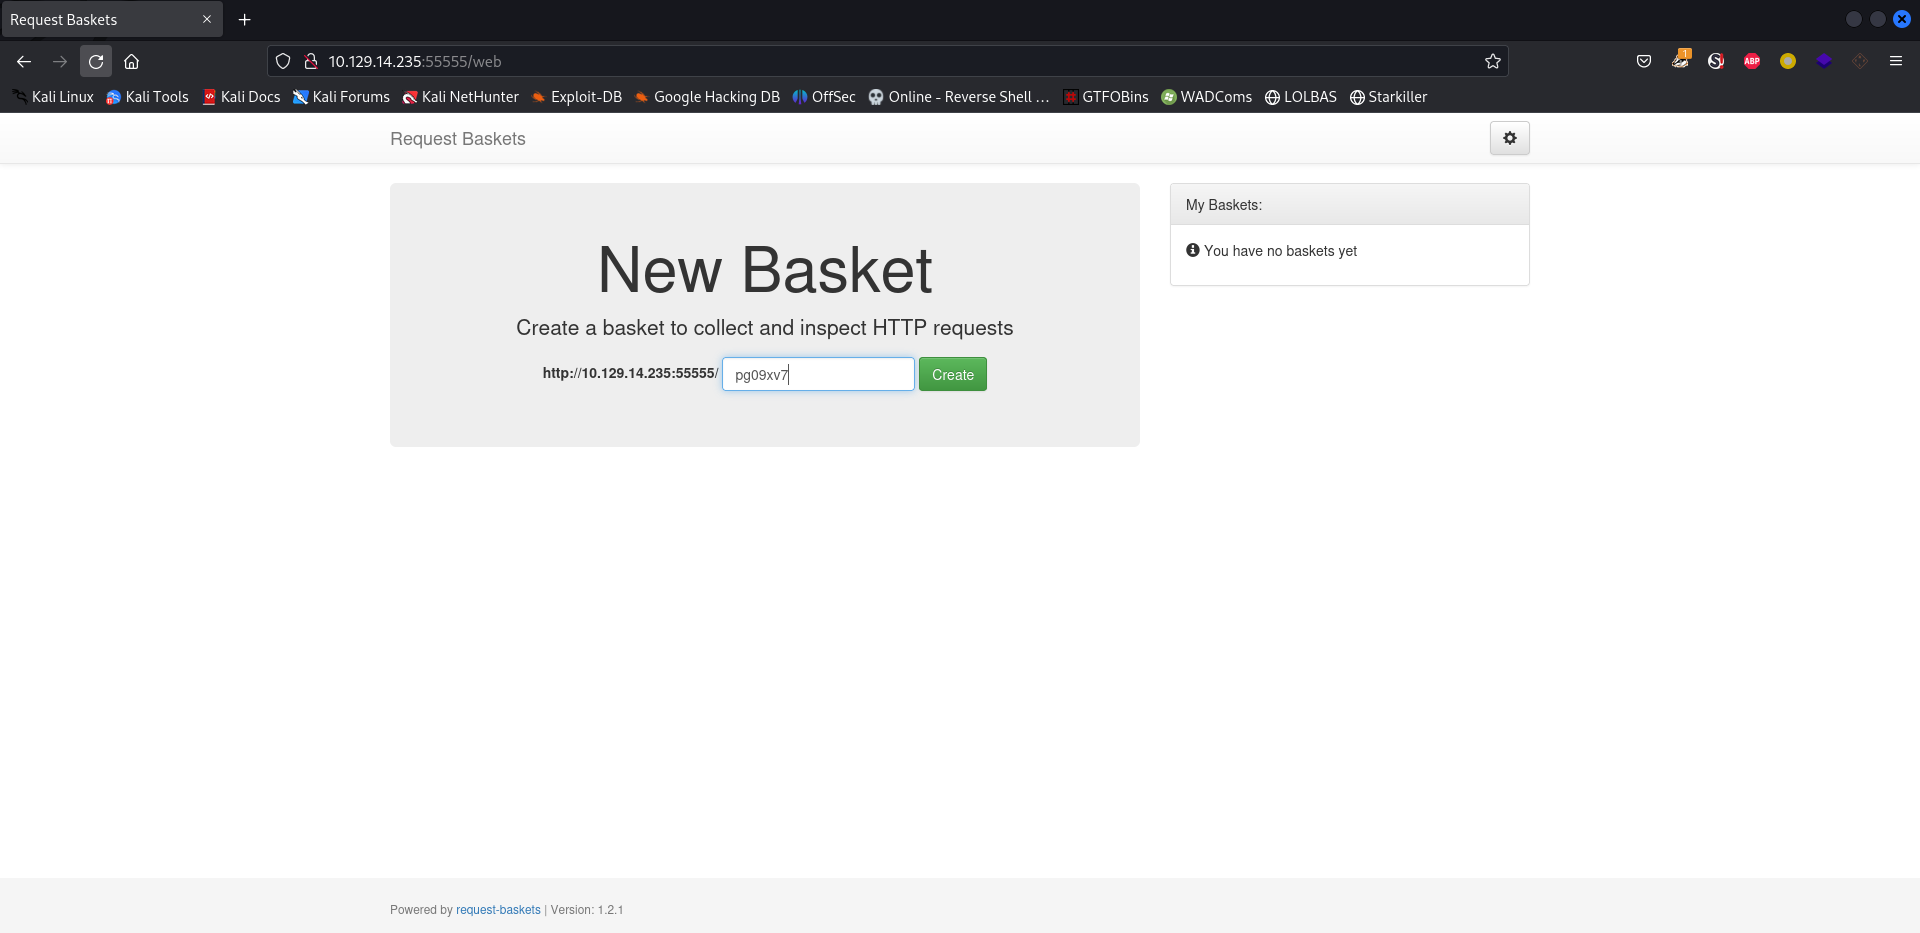 Request Baskets
10.129.14.235:55555/web
1
ABP
Kali Linux Kali Tools Kali Docs Kali Forums Kali NetHunter Exploit-DB Google Hacking DB OffSec Online - Reverse Shell ... GTFOBins WADComs LOLBAS Starkiller
Request Baskets
New Basket
Create a basket to collect and inspect HTTP requests
http://10.129.14.235:55555/ pg09xv7 Create
My Baskets:
You have no baskets yet
Powered by request-baskets | Version: 1.2.1